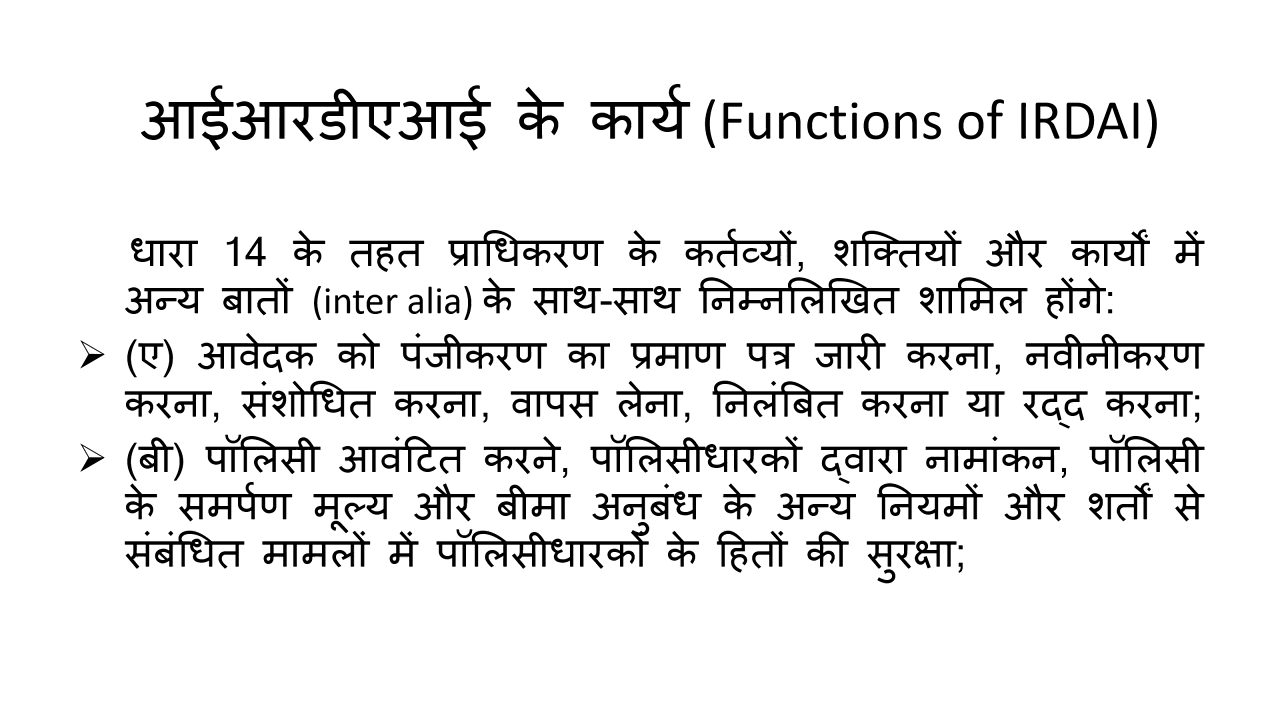 आईआरडीएआई के कार्य (Functions of IRDAI)
धारा 14 के तहत प्राधिकरण के कर्तव्यों, शक्तियों और कार्यों में
अन्य बातों (inter alia) के साथ-साथ निम्नलिखित शामिल होंगे:
➢ (ए) आवेदक को पंजीकरण का प्रमाण पत्र जारी करना, नवीनीकरण
करना, संशोधित करना, वापस लेना, निलंबित करना या रद्द करना;
➢ (बी) पॉलिसी आवंटित करने, पॉलिसीधारकों द्वारा नामांकन, पॉलिसी
के समर्पण मूल्य और बीमा अनुबंध के अन्य नियमों और शर्तों से
संबंधित मामलों में पॉलिसीधारकों के हितों की सुरक्षा;